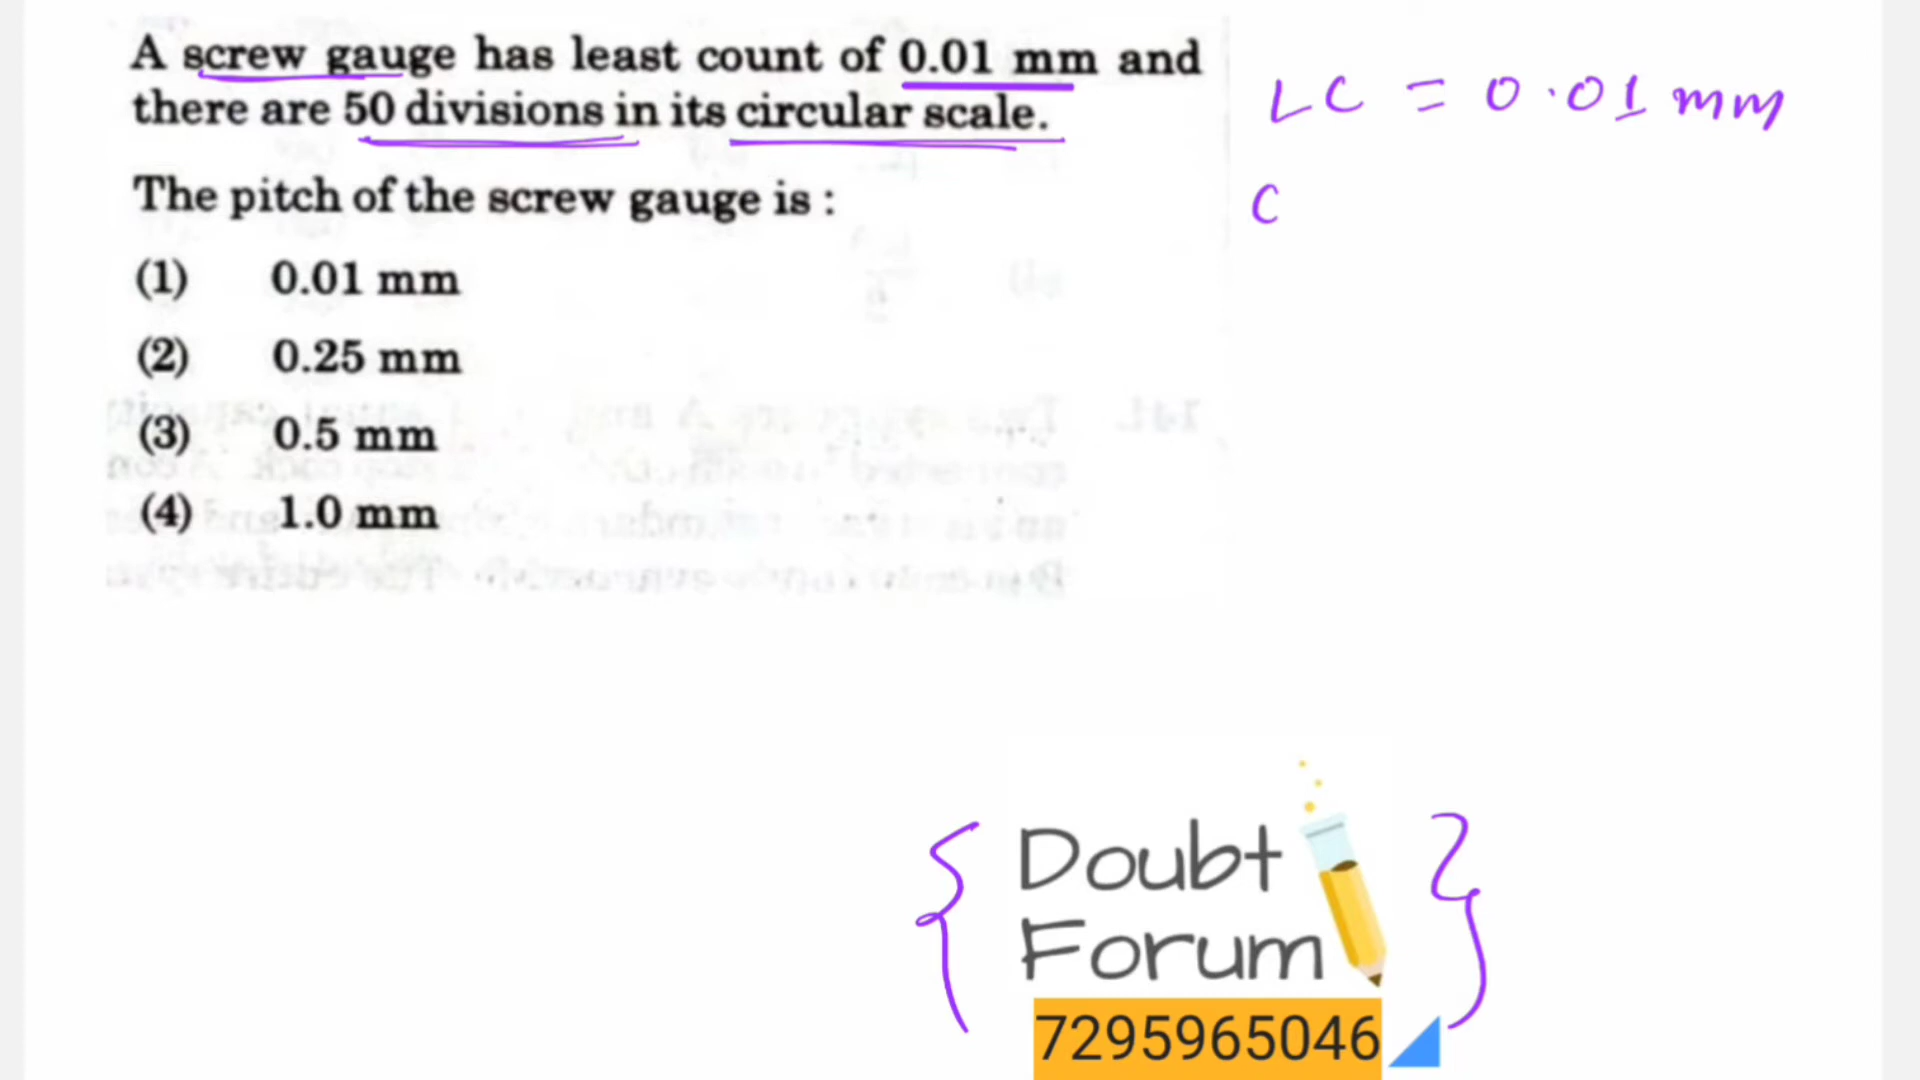 A screw gauge has least count of 0.01 mm and
there are 50 divisions in its circular scale.
The pitch of the screw gauge is :
(1) 0.01 mm
(2) 0.25 mm
(3) 0.5 mm
(4) 1.0 mm
LC = 0.01 mm
C
Doubt
Forum
7295965046